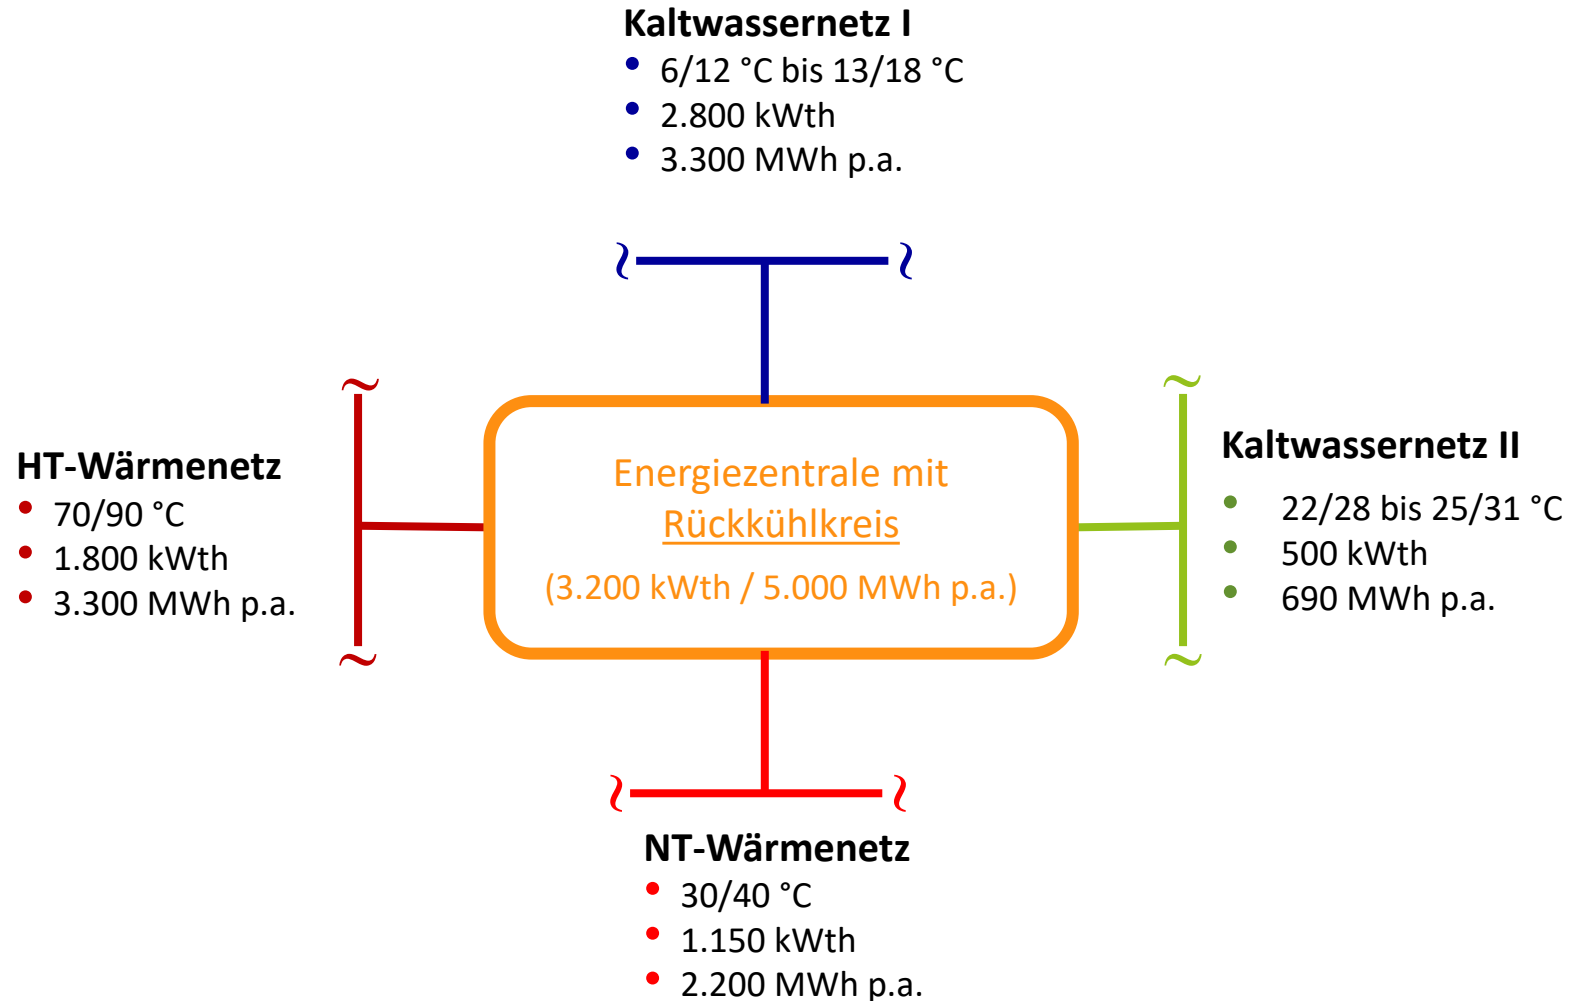 Kaltwassernetz I
• 6/12 °C bis 13/18 °C
• 2.800 kWth
• 3.300 MWh p.a.
HT-Wärmenetz
• 70/90 °C
• 1.800 kWth
• 3.300 MWh p.a.
Energiezentrale mit
Rückkühlkreis
(3.200 kWth / 5.000 MWh p.a.)
Kaltwassernetz II
• 22/28 bis 25/31 °C
• 500 kWth
• 690 MWh p.a.
NT-Wärmenetz
• 30/40 °C
• 1.150 kWth
• 2.200 MWh p.a.